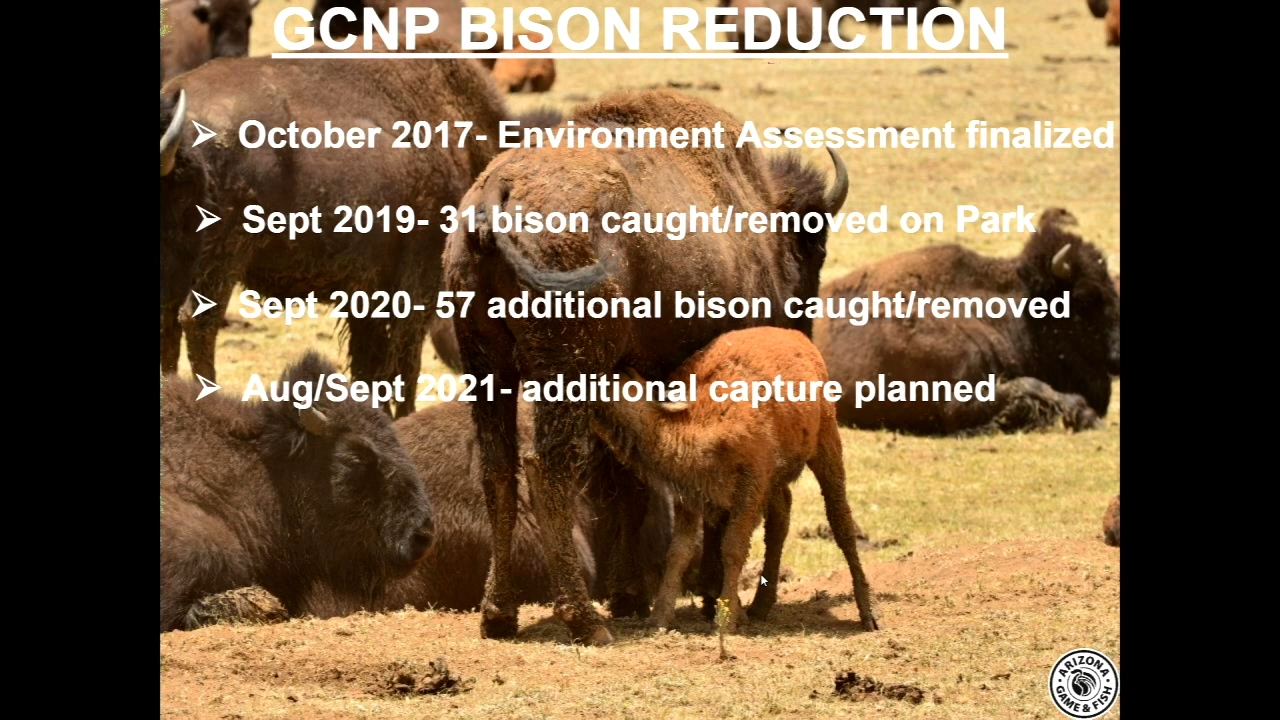 GCNP BISON REDUCTION
➢ October 2017- Environment Assessment finalized
➢ Sept 2019- 31 bison caught/removed on Park
➢ Sept 2020- 57 additional bison caught/removed
➢ Aug/Sept 2021- additional capture planned
ARIZONA
GAME & FISH